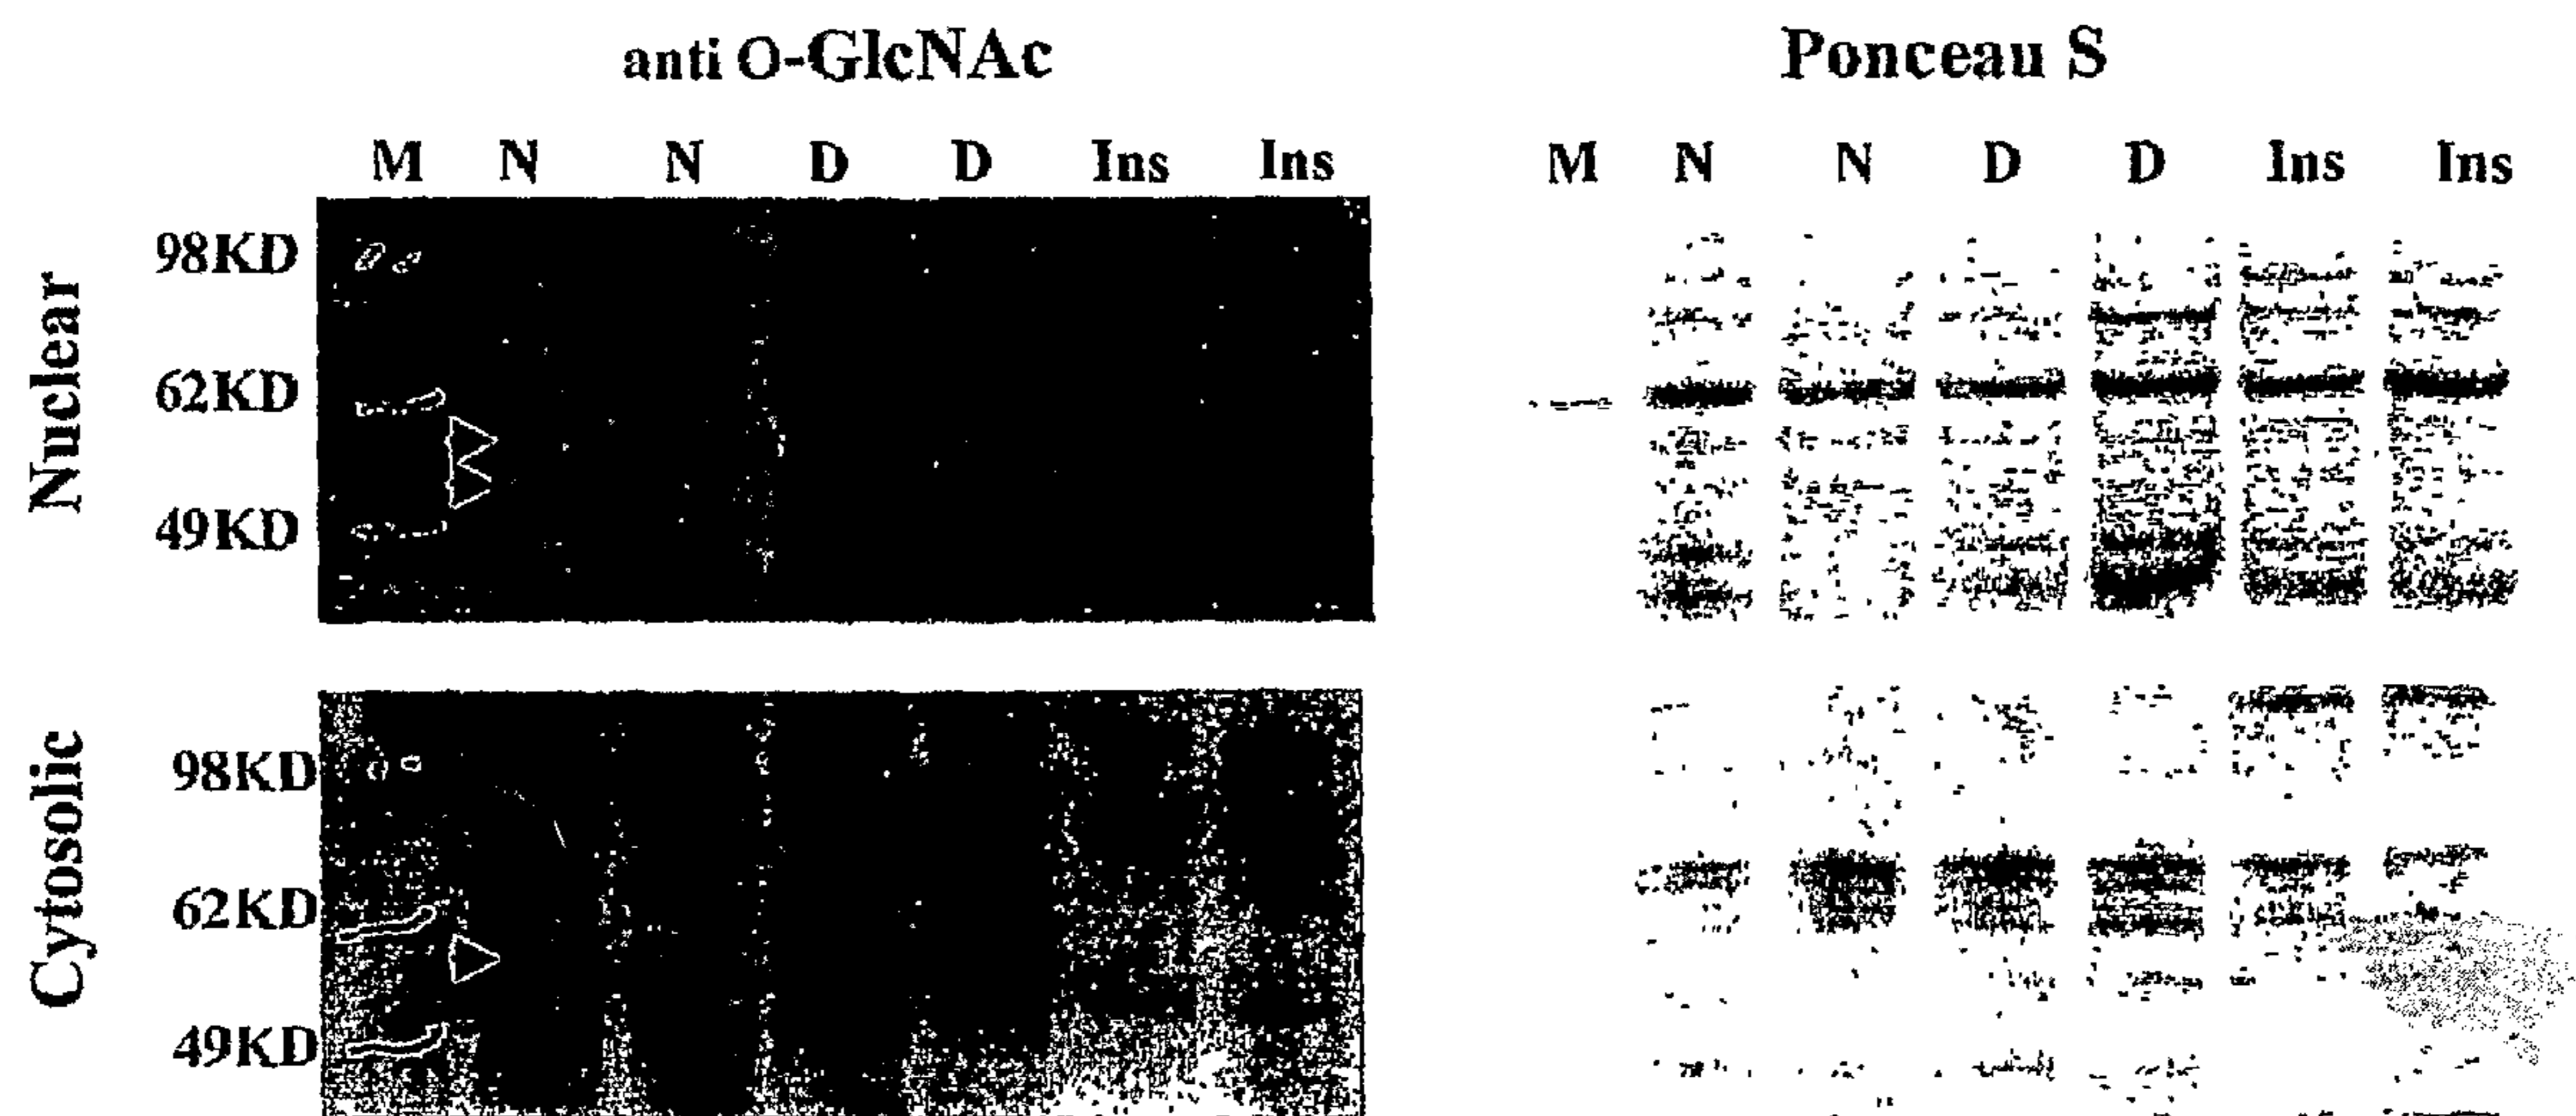 anti O-GlcNAc
Ponceau S
M N N D D Ins Ins
M N N D D Ins Ins
Nuclear
98KD
62KD
49KD
Cytosolic
98KD
62KD
49KD